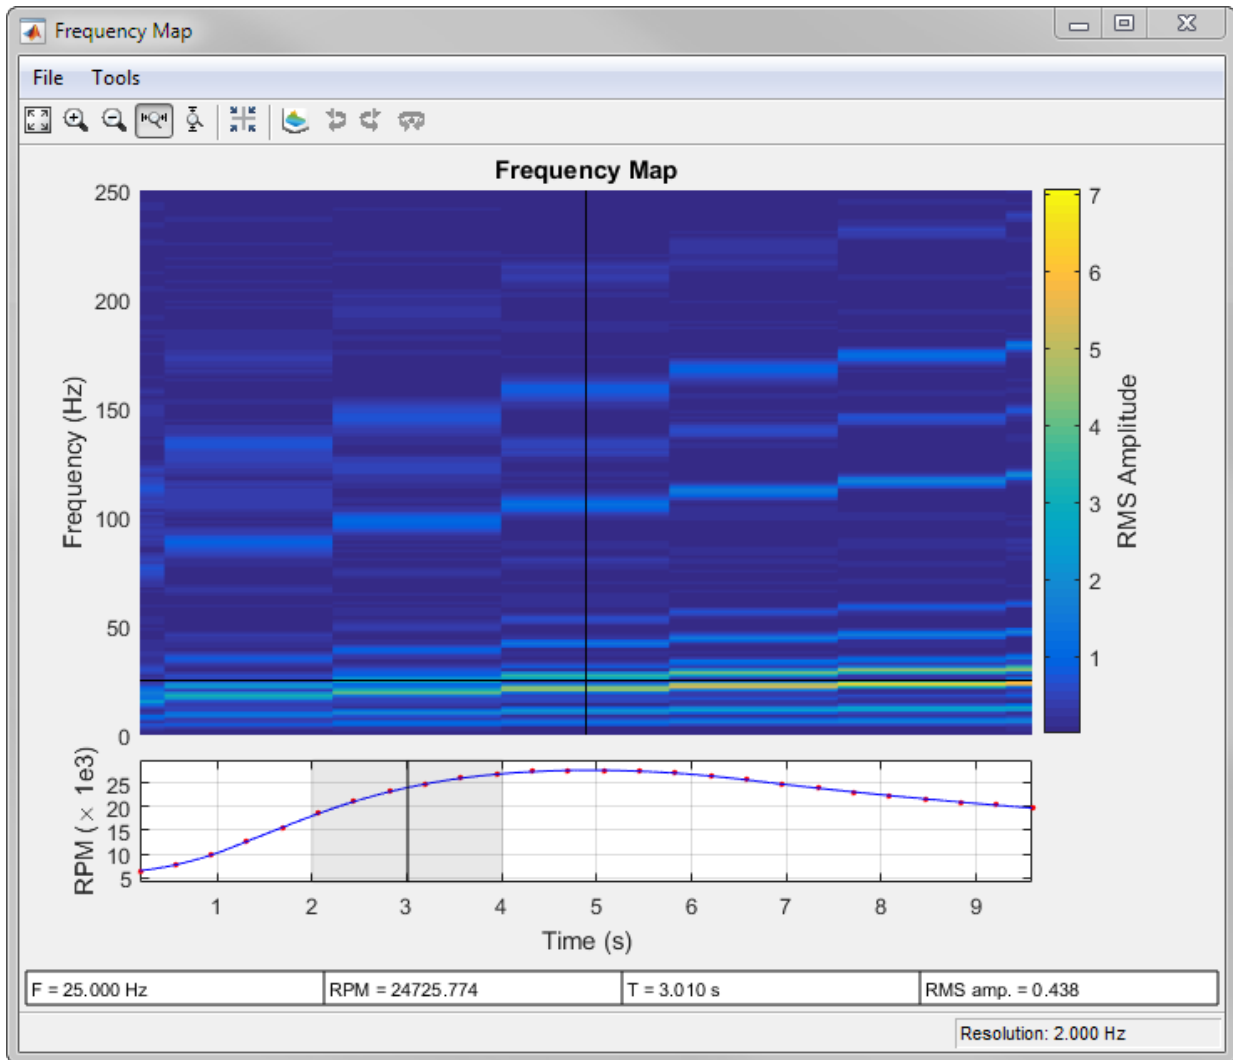 Frequency Map
File Tools
Frequency Map
250
200
150
100
50
0
Frequency (Hz)
7
6
5
4
3
2
1
RMS Amplitude
25
20
15
10
5
RPM ( × 1e3)
1 2 3 4 5 6 7 8 9
Time (s)
F = 25.000 Hz RPM = 24725.774 T = 3.010 s RMS amp. = 0.438
Resolution: 2.000 Hz